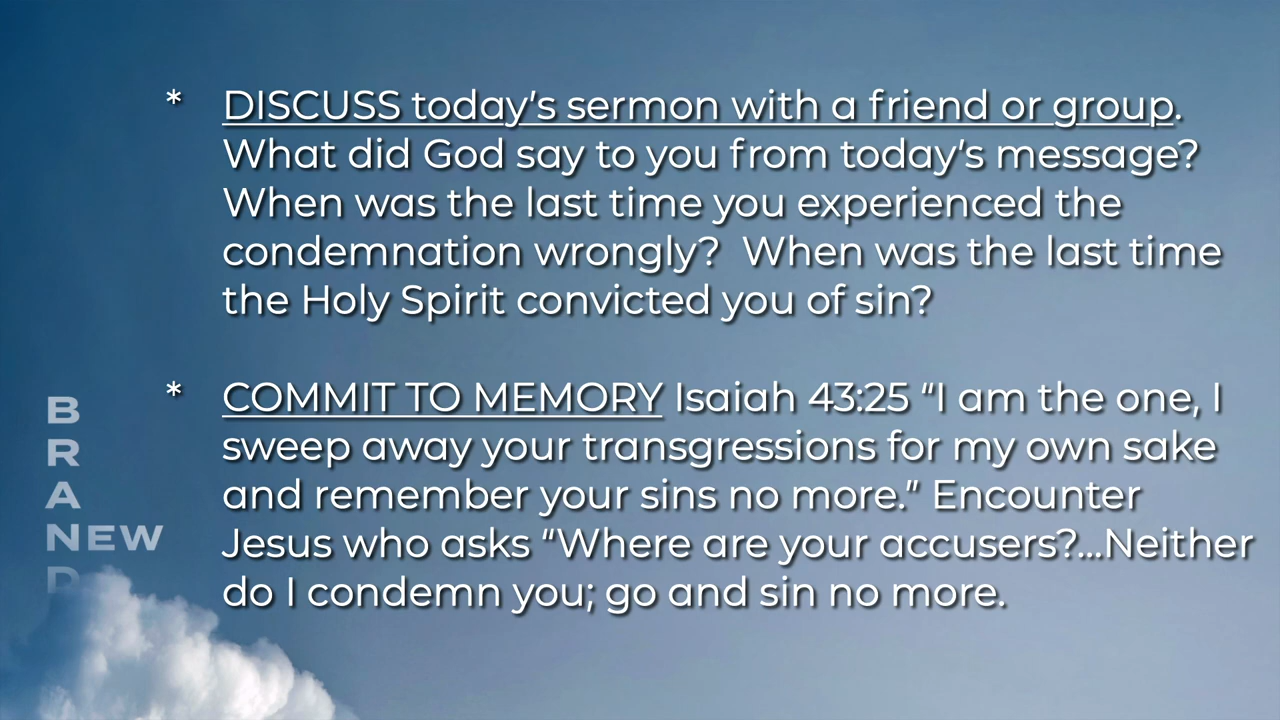 * DISCUSS today's sermon with a friend or group.
What did God say to you from today's message?
When was the last time you experienced the
condemnation wrongly?  When was the last time
the Holy Spirit convicted you of sin?
* COMMIT TO MEMORY Isaiah 43:25 “I am the one, I
sweep away your transgressions for my own sake
and remember your sins no more.” Encounter
Jesus who asks “Where are your accusers?...Neither
do I condemn you; go and sin no more.
BRAND
NEW